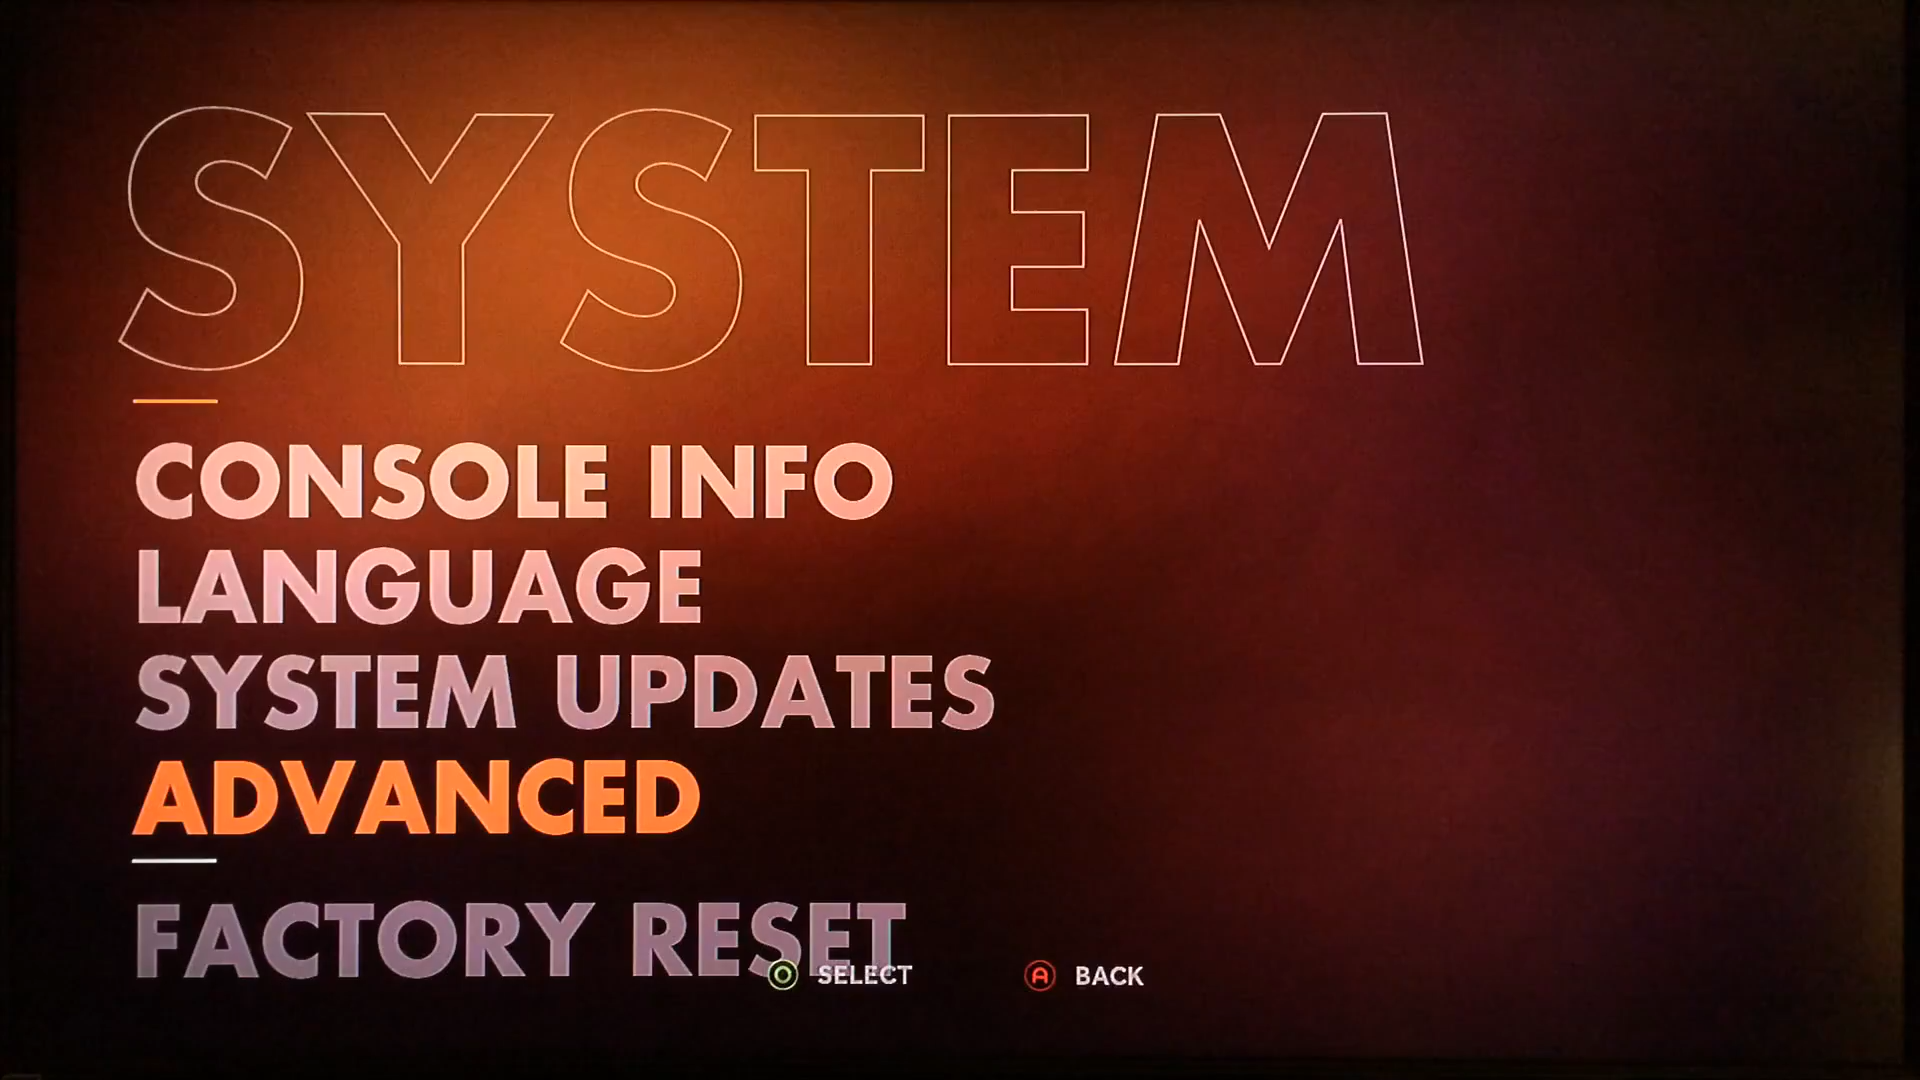 SYSTEM
CONSOLE INFO
LANGUAGE
SYSTEM UPDATES
ADVANCED
FACTORY RESET
O SELECT
A BACK